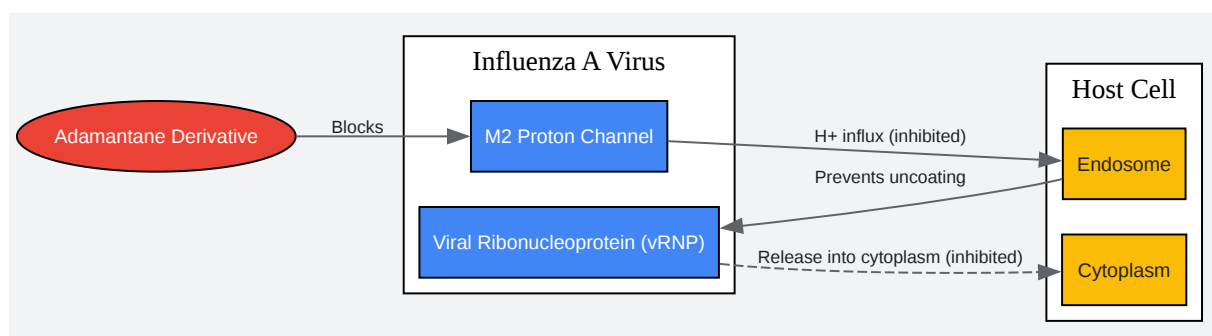 Influenza A Virus
Host Cell
Adamantane Derivative
Blocks
M2 Proton Channel
H+ influx (inhibited)
Endosome
Prevents uncoating
Viral Ribonucleoprotein (vRNP)
Release into cytoplasm (inhibited)
Cytoplasm